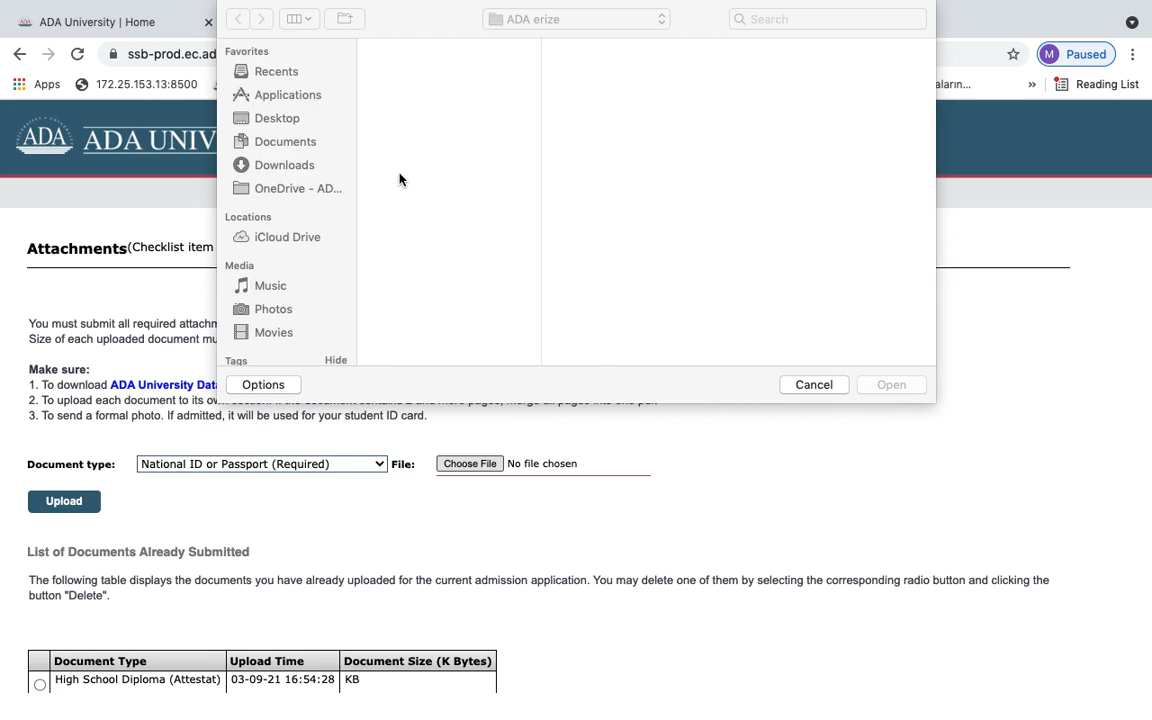 ADA University | Home
ADA erize
Search
ssb-prod.ec.ad
M Paused
Apps
172.25.153.13:8500
aların...
»
Reading List
ADA
ADA UNIV
Favorites
Recents
Applications
Desktop
Documents
Downloads
OneDrive - AD...
Locations
iCloud Drive
Media
Music
Photos
Movies
Tags
Hide
Options
Cancel
Open
Attachments(Checklist item
You must submit all required attachm
Size of each uploaded document mu
Make sure:
1. To download ADA University Dat
2. To upload each document to its ow
3. To send a formal photo. If admitted, it will be used for your student ID card.
Document type: National ID or Passport (Required) File: Choose File No file chosen
Upload
List of Documents Already Submitted
The following table displays the documents you have already uploaded for the current admission application. You may delete one of them by selecting the corresponding radio button and clicking the
button "Delete".
Document Type Upload Time Document Size (K Bytes)
High School Diploma (Attestat) 03-09-21 16:54:28 KB